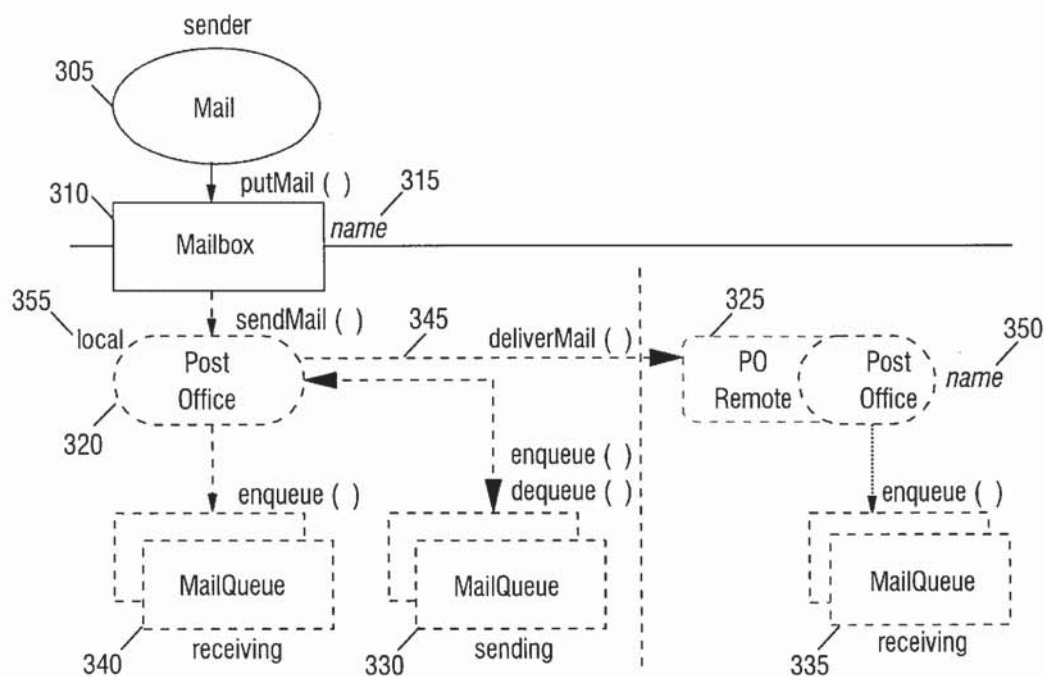 sender
305
Mail
putMail ( )
310
315
name
Mailbox
355
local
sendMail ( )
345
deliverMail ( )
325
350
Post
Office
PO
Remote
Post
Office
name
320
enqueue ( )
enqueue ( )
dequeue ( )
enqueue ( )
MailQueue
MailQueue
MailQueue
340
receiving
330
sending
335
receiving